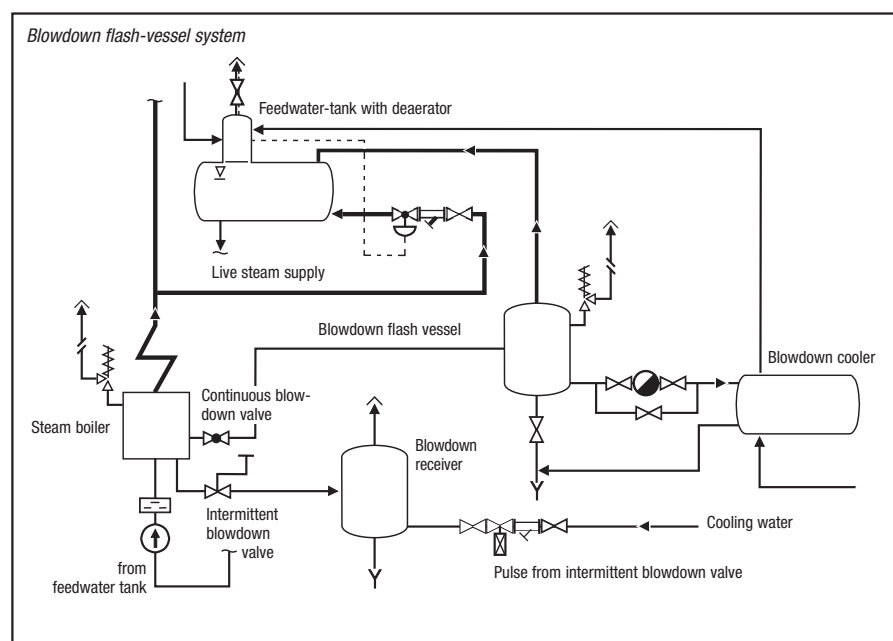 Blowdown flash-vessel system
Feedwater-tank with deaerator
Live steam supply
Blowdown flash vessel
Blowdown cooler
Continuous blow-
down valve
Steam boiler
Blowdown
receiver
Intermittent
blowdown
valve
Cooling water
from
feedwater tank
Pulse from intermittent blowdown valve